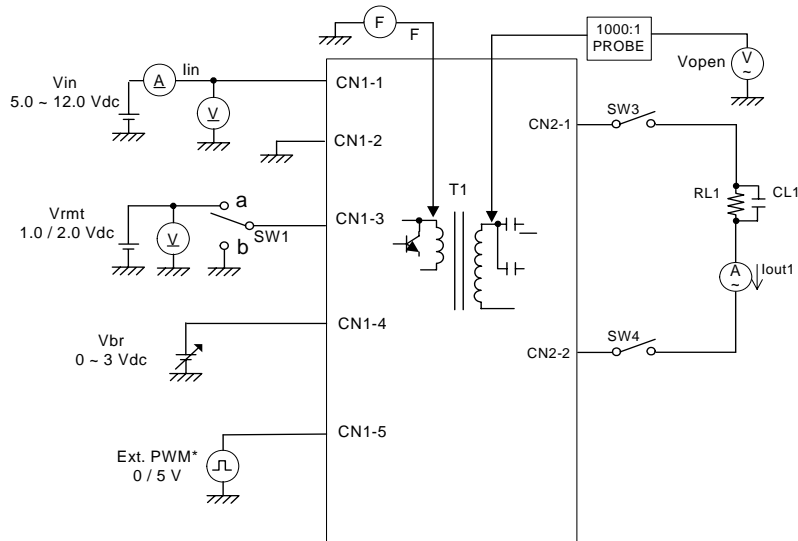 F
F
1000:1
PROBE
Vopen
V
~
Vin
5.0 ~ 12.0 Vdc
A
Iin
V
CN1-1
CN1-2
CN2-1
SW3
Vrmt
1.0 / 2.0 Vdc
V
a
b
SW1
CN1-3
T1
RL1
CL1
A
~
Iout1
Vbr
0 ~ 3 Vdc
CN1-4
CN2-2
SW4
Ext. PWM*
0 / 5 V
CN1-5